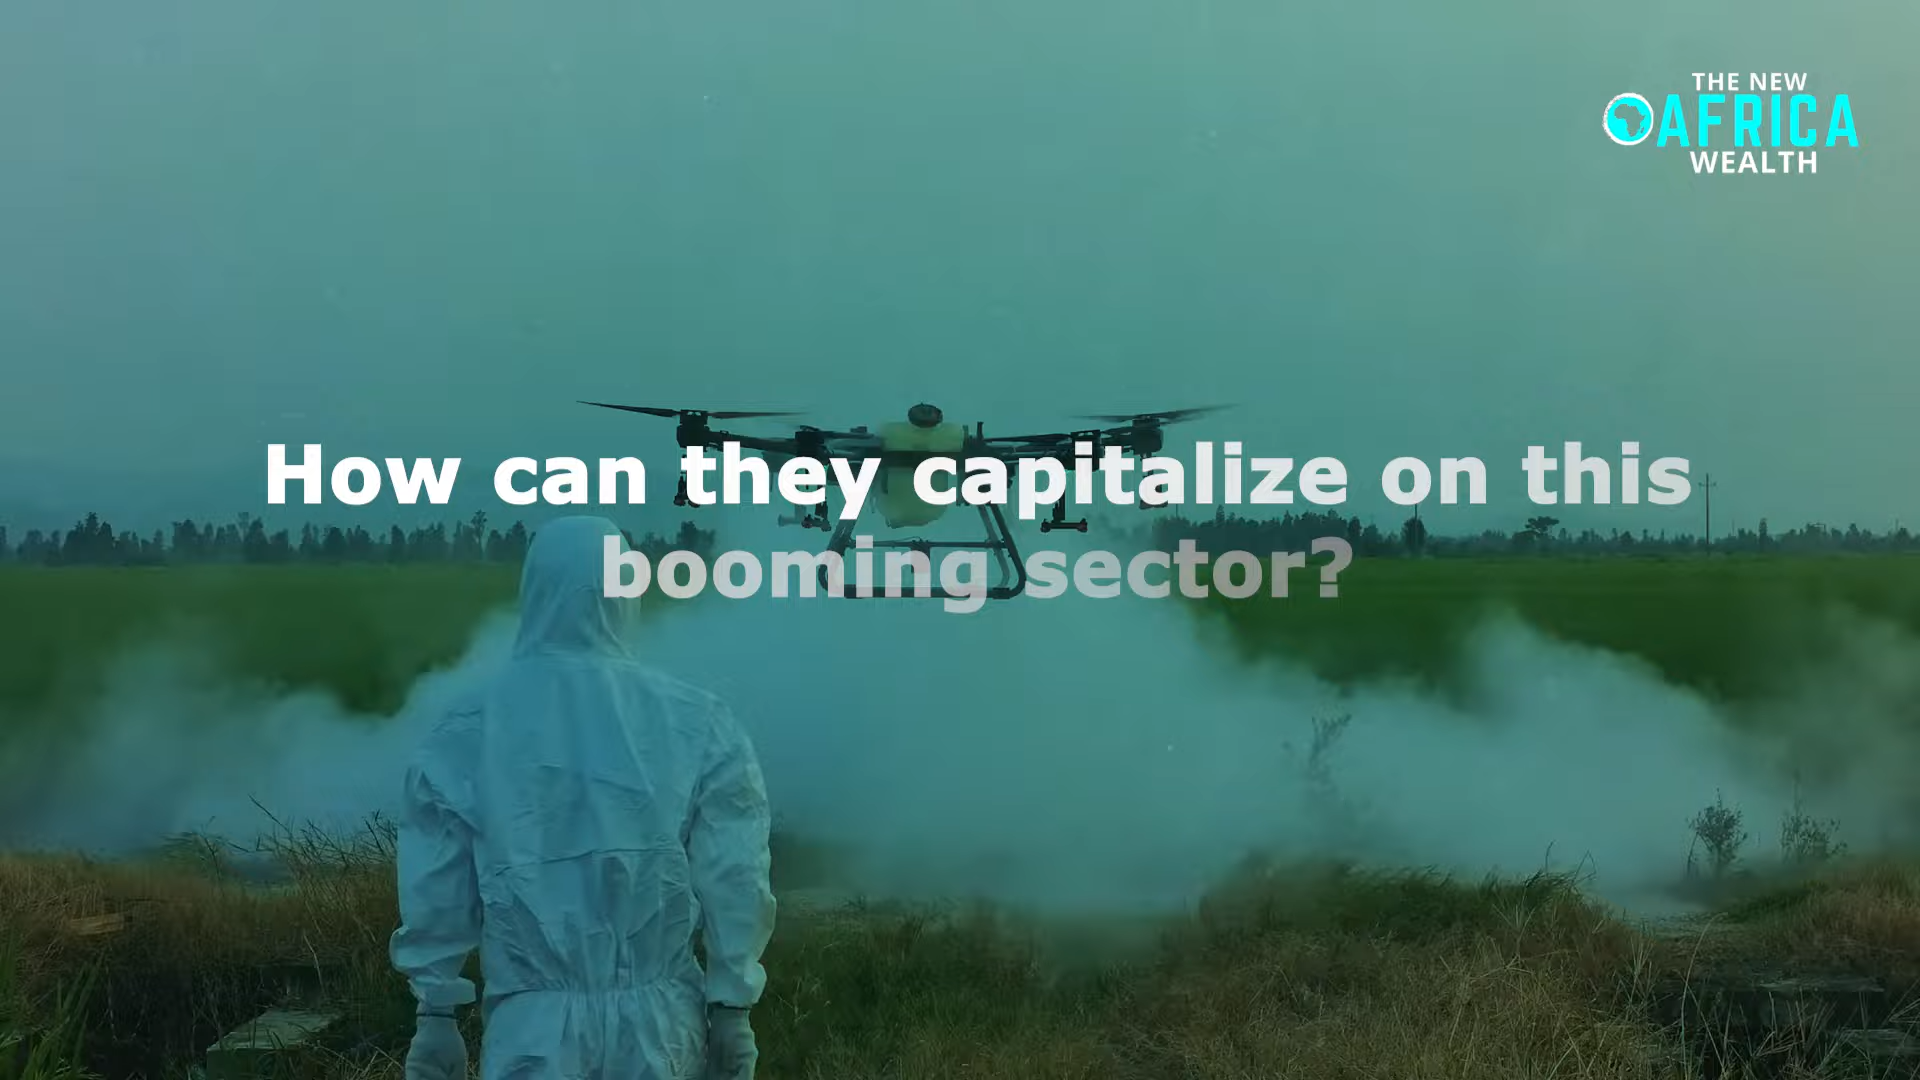 THE NEW
AFRICA
WEALTH
How can they capitalize on this
booming sector?